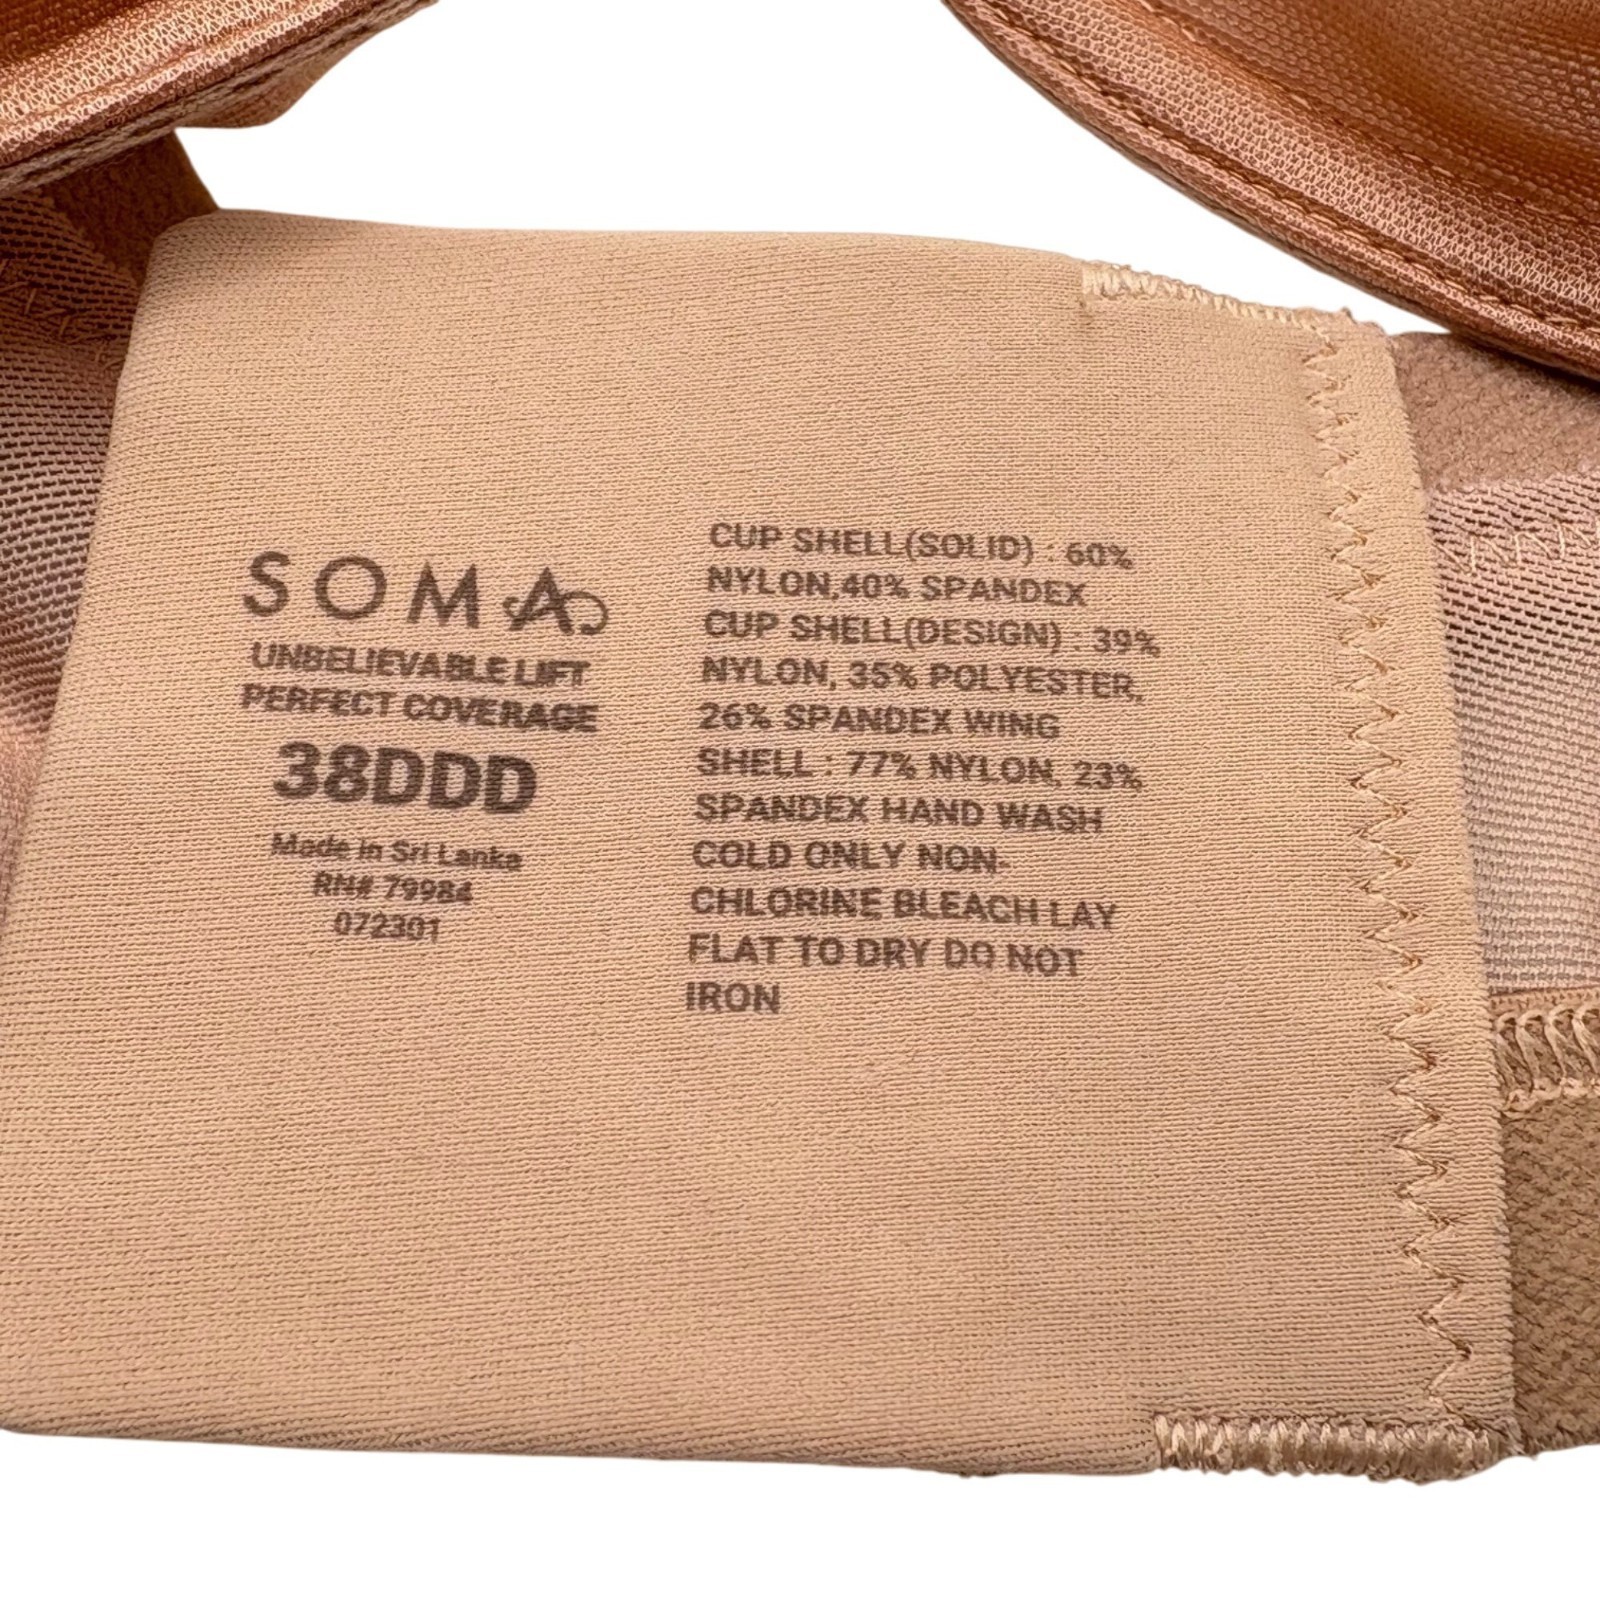 SOMA
UNBELIEVABLE LIFT
PERFECT COVERAGE
38DDD
Made in Sri Lanka
RN# 79984
072301
CUP SHELL(SOLID) : 60%
NYLON,40% SPANDEX
CUP SHELL(DESIGN) : 39%
NYLON, 35% POLYESTER,
26% SPANDEX WING
SHELL : 77% NYLON, 23%
SPANDEX HAND WASH
COLD ONLY NON-
CHLORINE BLEACH LAY
FLAT TO DRY DO NOT
IRON